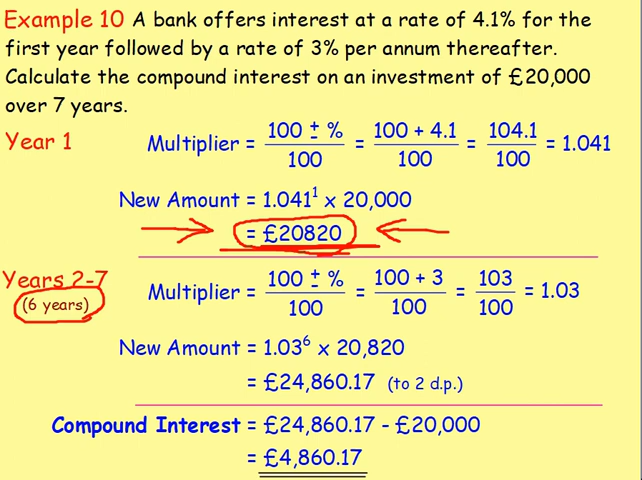 Example 10 A bank offers interest at a rate of 4.1% for the
first year followed by a rate of 3% per annum thereafter.
Calculate the compound interest on an investment of £20,000
over 7 years.
Year 1
Multiplier = (100 ± %)/100 = (100 + 4.1)/100 = 104.1/100 = 1.041
New Amount = 1.041¹ x 20,000
= £20820
Years 2-7
(6 years)
Multiplier = (100 ± %)/100 = (100 + 3)/100 = 103/100 = 1.03
New Amount = 1.03⁶ x 20,820
= £24,860.17 (to 2 d.p.)
Compound Interest = £24,860.17 - £20,000
= £4,860.17